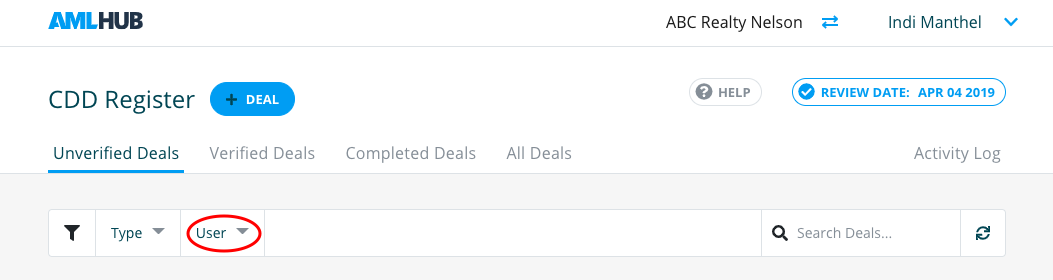 AMLHUB
ABC Realty Nelson
Indi Manthel
CDD Register
+ DEAL
? HELP
REVIEW DATE: APR 04 2019
Unverified Deals
Verified Deals
Completed Deals
All Deals
Activity Log
Type
User
Search Deals...